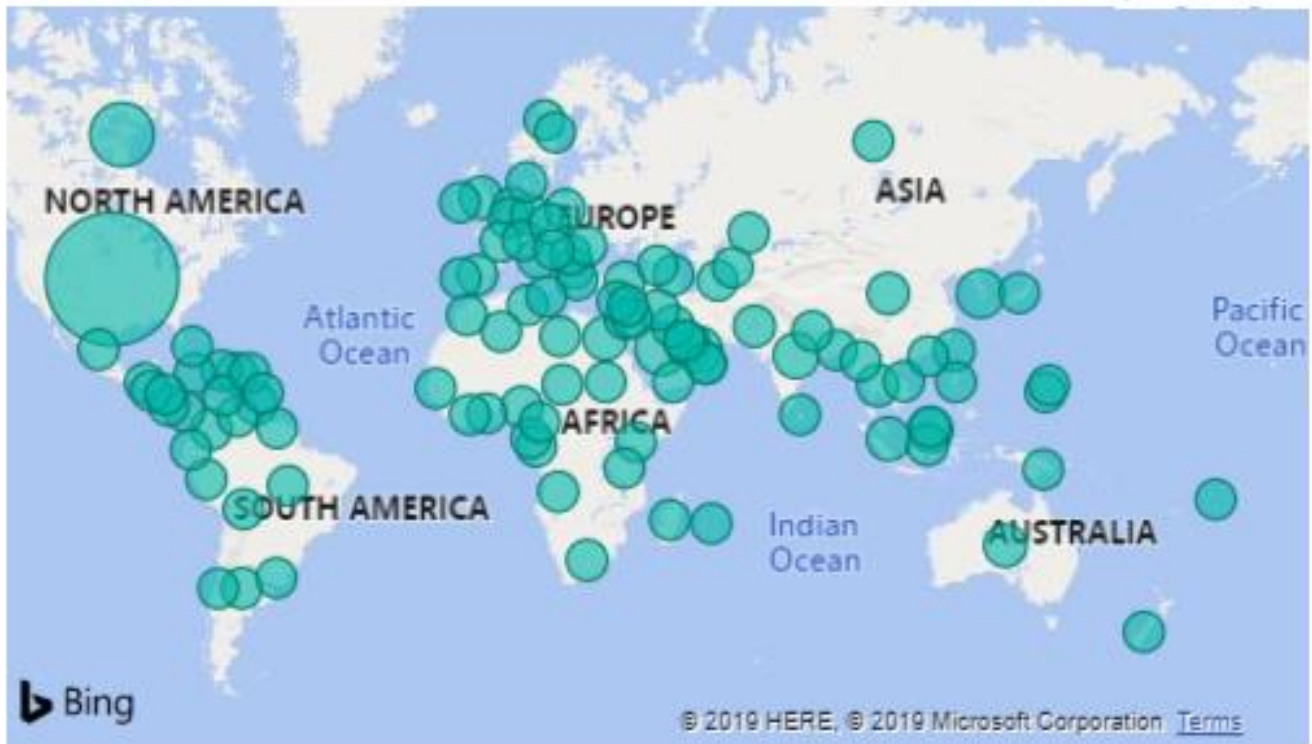 NORTH AMERICA
ASIA
EUROPE
Atlantic
Ocean
Pacific
Ocean
AFRICA
SOUTH AMERICA
Indian
Ocean
AUSTRALIA
Bing
© 2019 HERE, © 2019 Microsoft Corporation Terms